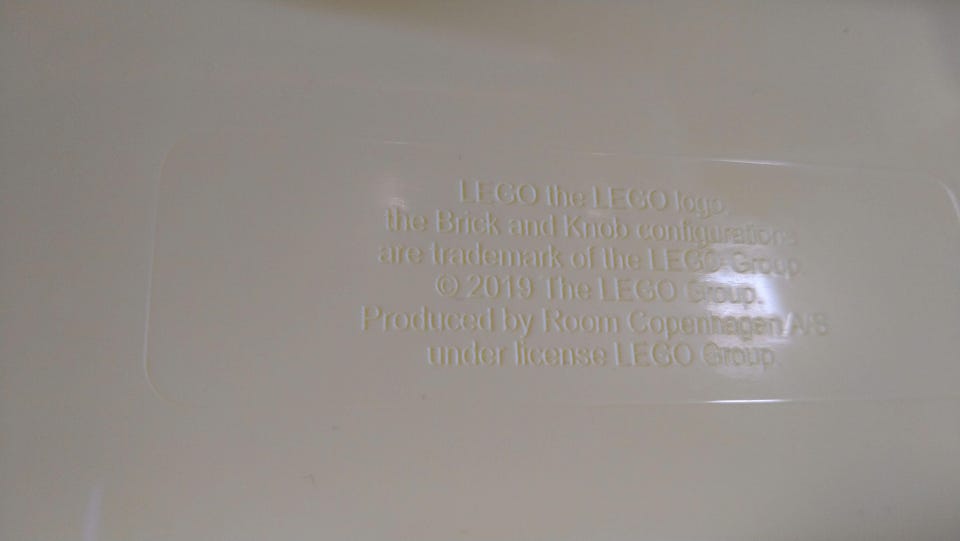 LEGO the LEGO logo,
the Brick and Knob configurations
are trademark of the LEGO Group
© 2019 The LEGO Group.
Produced by Room Copenhagen A/S
under license LEGO Group